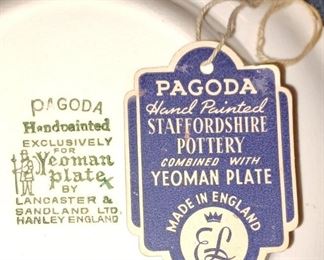 PAGODA
Handpainted
EXCLUSIVELY
FOR
Yeoman
plate
BY
LANCASTER &
SANDLAND LTD.
HANLEY ENGLAND
PAGODA
Hand Painted
STAFFORDSHIRE
POTTERY
COMBINED WITH
YEOMAN PLATE
MADE IN ENGLAND